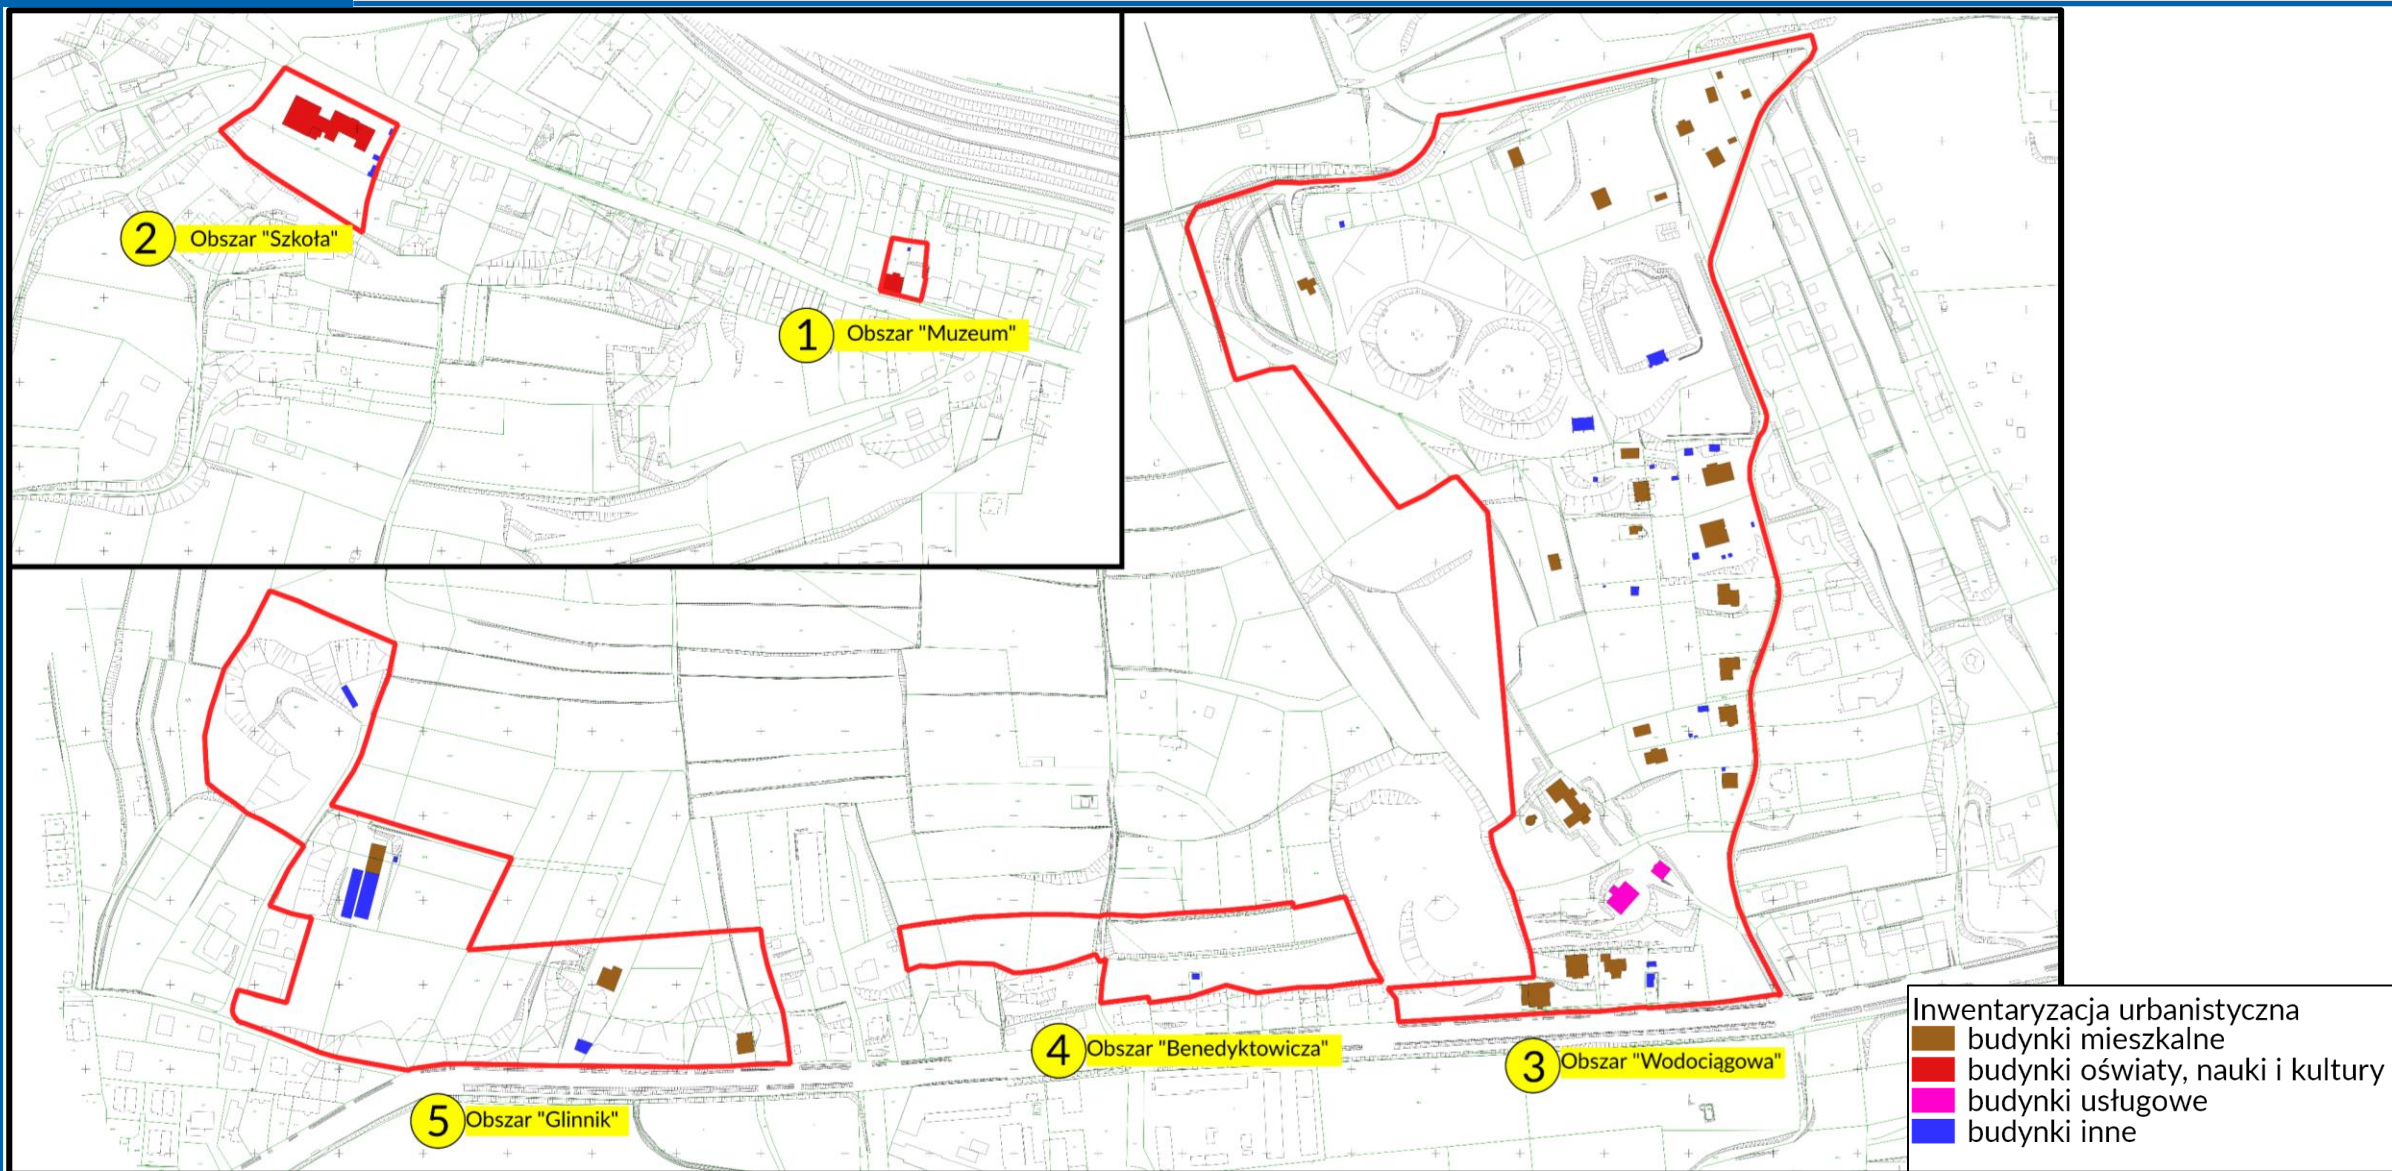 2 Obszar "Szkoła"
1 Obszar "Muzeum"
4 Obszar "Benedyktowicza"
3 Obszar "Wodociągowa"
5 Obszar "Glinnik"
Inwentaryzacja urbanistyczna
budynki mieszkalne
budynki oświaty, nauki i kultury
budynki usługowe
budynki inne